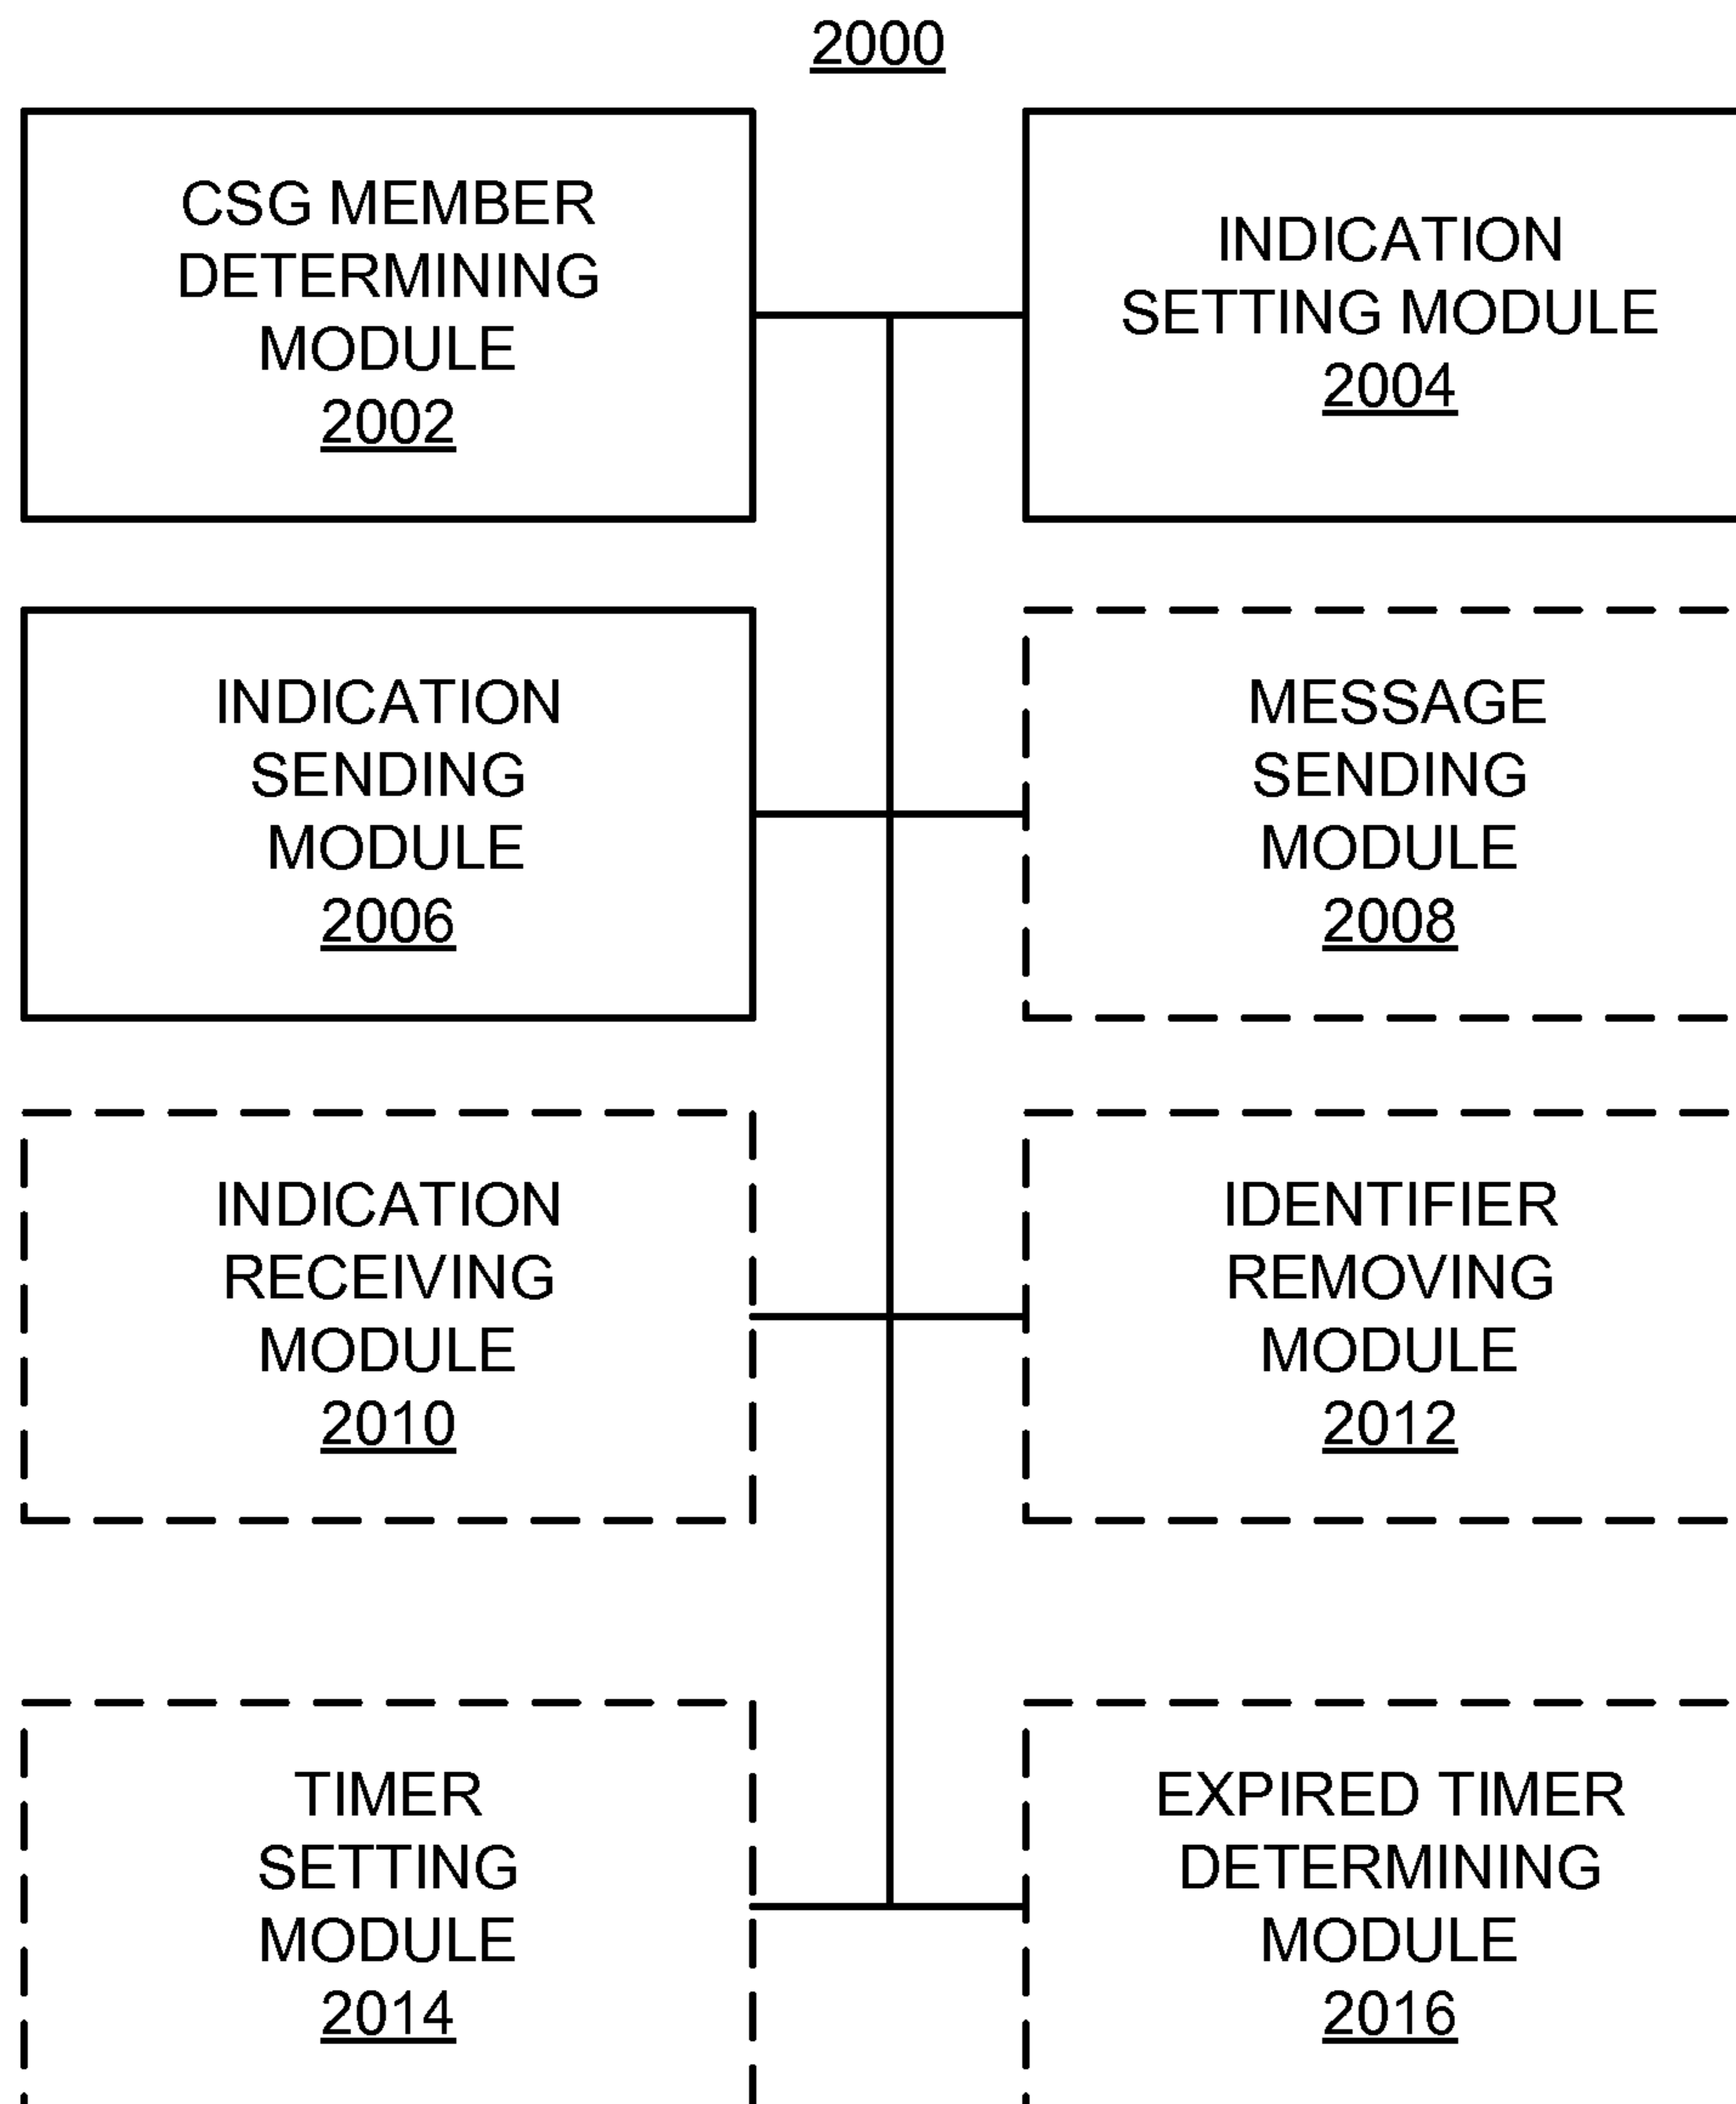 2000
CSG MEMBER
DETERMINING
MODULE
2002
INDICATION
SETTING MODULE
2004
INDICATION
SENDING
MODULE
2006
MESSAGE
SENDING
MODULE
2008
INDICATION
RECEIVING
MODULE
2010
IDENTIFIER
REMOVING
MODULE
2012
TIMER
SETTING
MODULE
2014
EXPIRED TIMER
DETERMINING
MODULE
2016